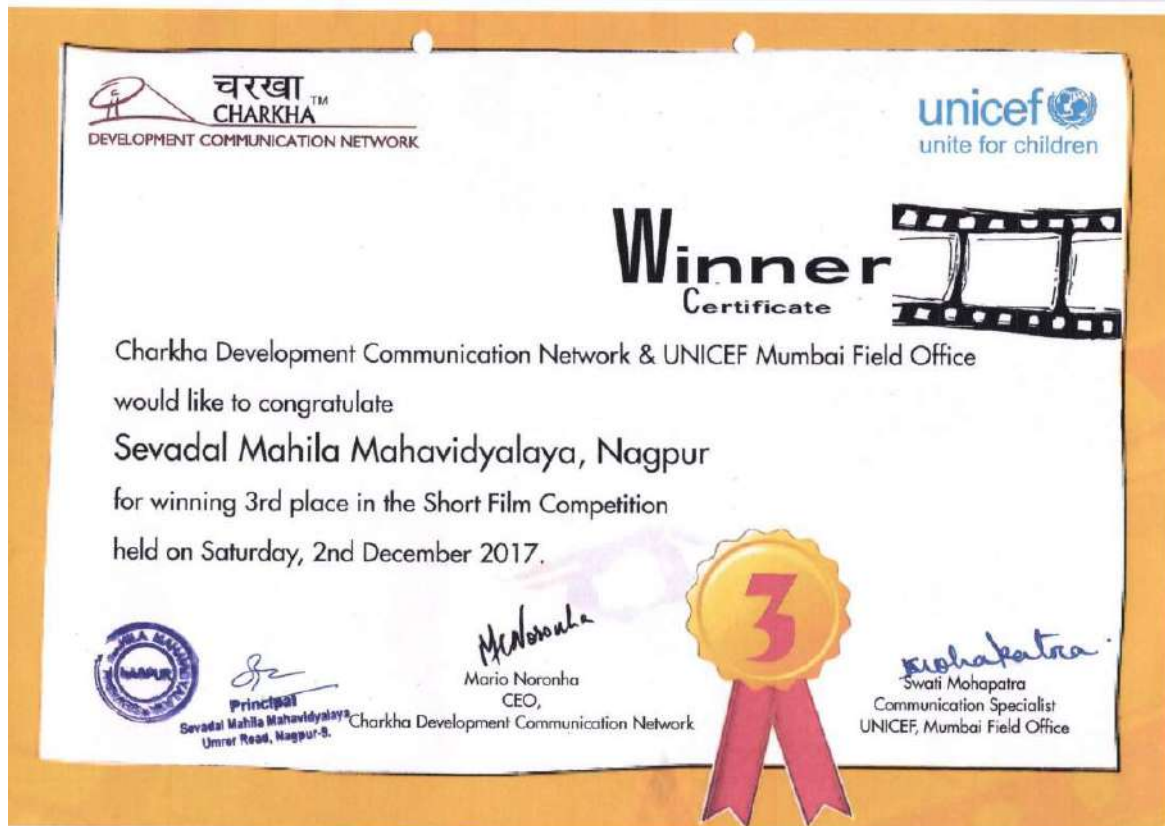 चरखा
CHARKHA™
DEVELOPMENT COMMUNICATION NETWORK
unicef
unite for children
Winner
Certificate
Charkha Development Communication Network & UNICEF Mumbai Field Office
would like to congratulate
Sevadal Mahila Mahavidyalaya, Nagpur
for winning 3rd place in the Short Film Competition
held on Saturday, 2nd December 2017.
3
NAGPUR
Principal
Sevadal Mahila Mahavidyalaya
Umrer Road, Nagpur-9.
MCNoronha
Mario Noronha
CEO,
Charkha Development Communication Network
Swati Mohapatra
Communication Specialist
UNICEF, Mumbai Field Office